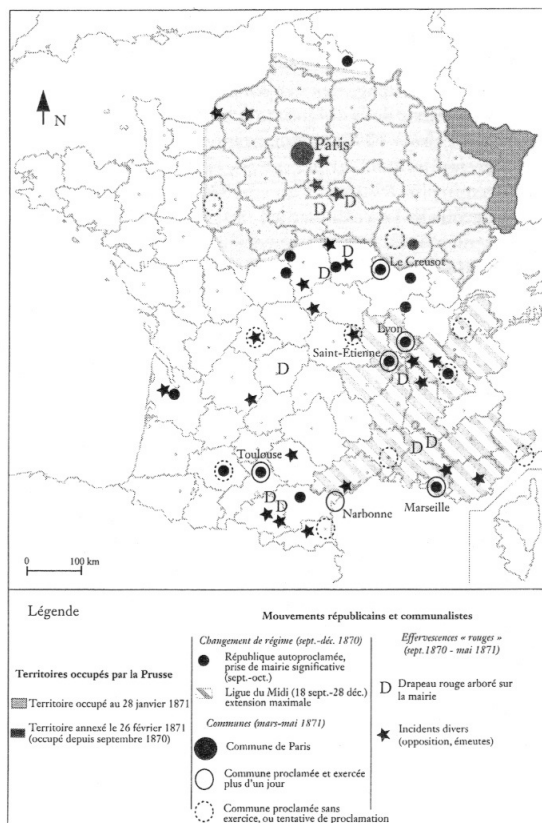 N
Paris
D
D
D
D
Le Creusot
Lyon
Saint-Étienne
D
D
D
D
Toulouse
D
D
Narbonne
Marseille
0 100 km
Légende
Territoires occupés par la Prusse
Territoire occupé au 28 janvier 1871
Territoire annexé le 26 février 1871
(occupé depuis septembre 1870)
Mouvements républicains et communalistes
Changement de régime (sept.-déc. 1870)
République autoproclamée,
prise de mairie significative
(sept.-oct.)
Ligue du Midi (18 sept.-28 déc.)
extension maximale
Communes (mars-mai 1871)
Commune de Paris
Commune proclamée et exercée
plus d'un jour
Commune proclamée sans
exercice, ou tentative de proclamation
Effervescences « rouges »
(sept.1870 - mai 1871)
D
Drapeau rouge arboré sur
la mairie
Incidents divers
(opposition, émeutes)